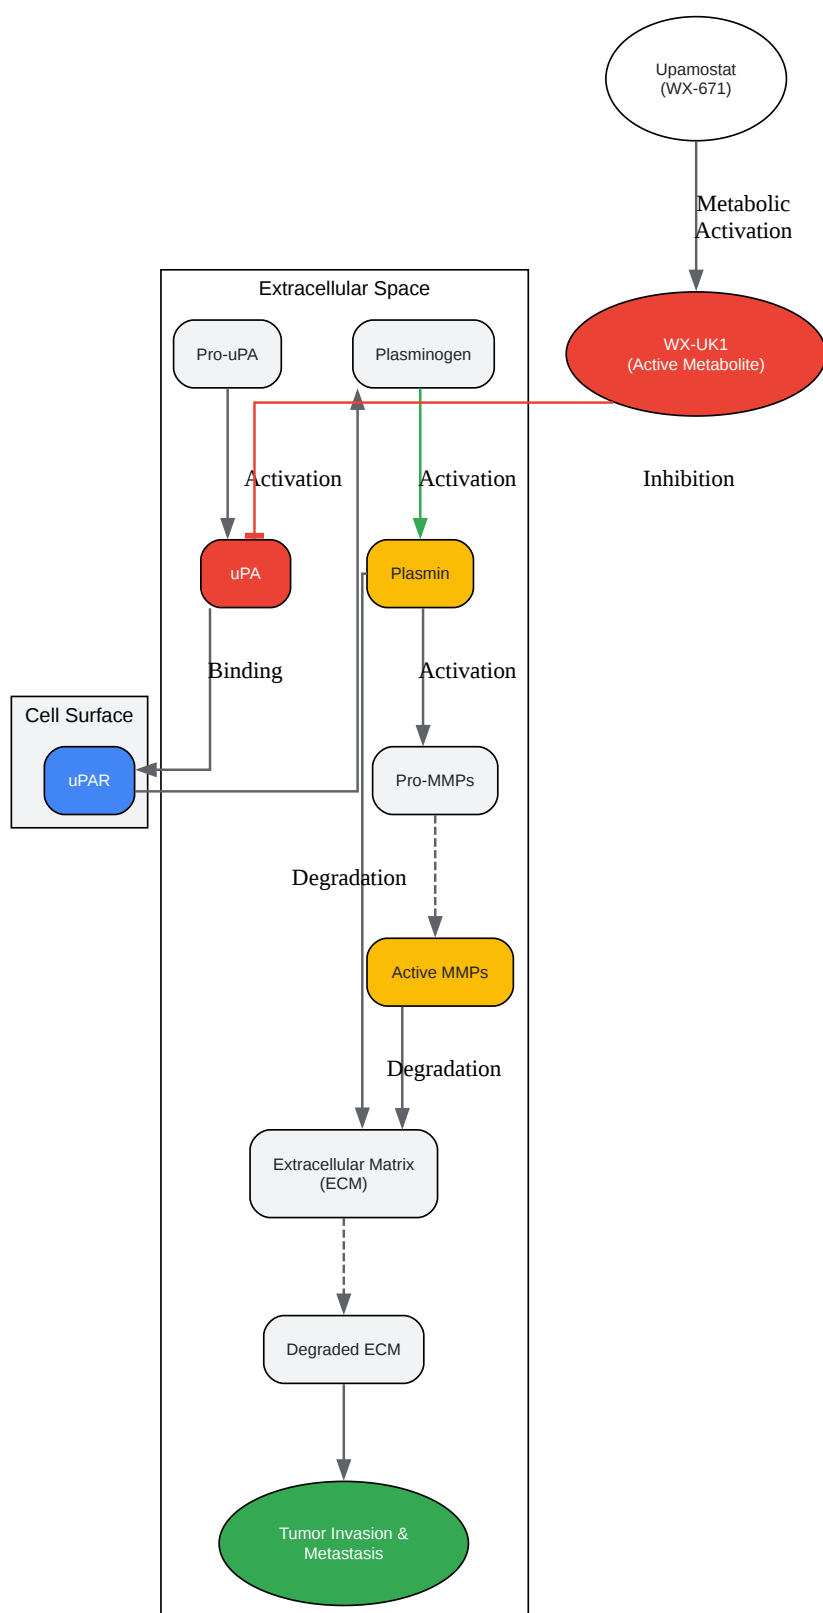 Upamostat
(WX-671)
Metabolic
Activation
Extracellular Space
Pro-uPA
Plasminogen
WX-UK1
(Active Metabolite)
Activation
Activation
Inhibition
uPA
Plasmin
Binding
Activation
Cell Surface
uPAR
Pro-MMPs
Degradation
Active MMPs
Degradation
Extracellular Matrix
(ECM)
Degraded ECM
Tumor Invasion &
Metastasis